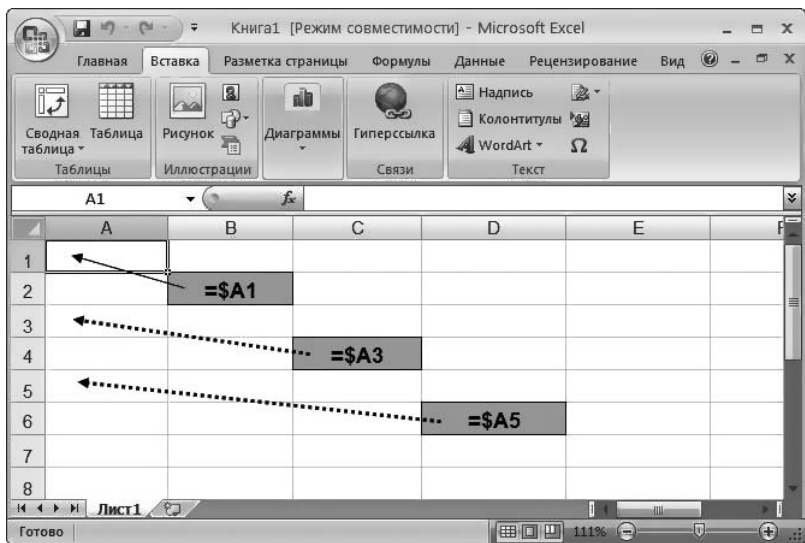 Книга1 [Режим совместимости] - Microsoft Excel
Главная Вставка Разметка страницы Формулы Данные Рецензирование Вид
Сводная таблица Таблица Рисунок Диаграммы Гиперссылка Надпись
Колонтитулы
WordArt Ω
Таблицы Иллюстрации Связи Текст
A1 fx
A B C D E F
1
2 =$A1
3
4 =$A3
5
6 =$A5
7
8
Лист1
Готово 111%